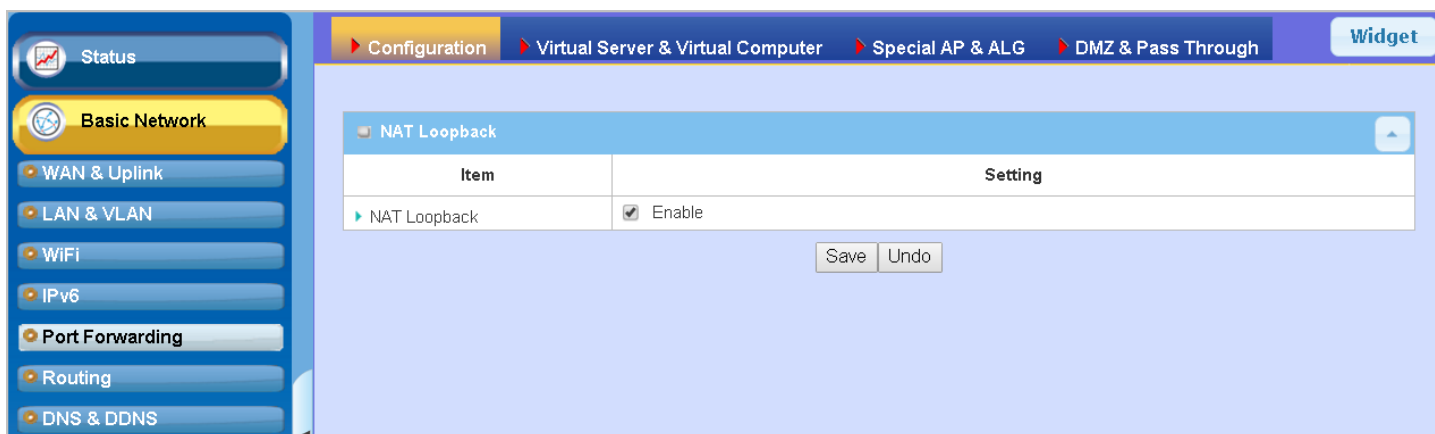 Status
Basic Network
WAN & Uplink
LAN & VLAN
WiFi
IPv6
Port Forwarding
Routing
DNS & DDNS
Configuration
Virtual Server & Virtual Computer
Special AP & ALG
DMZ & Pass Through
Widget
NAT Loopback
Item
Setting
NAT Loopback
Enable
Save
Undo